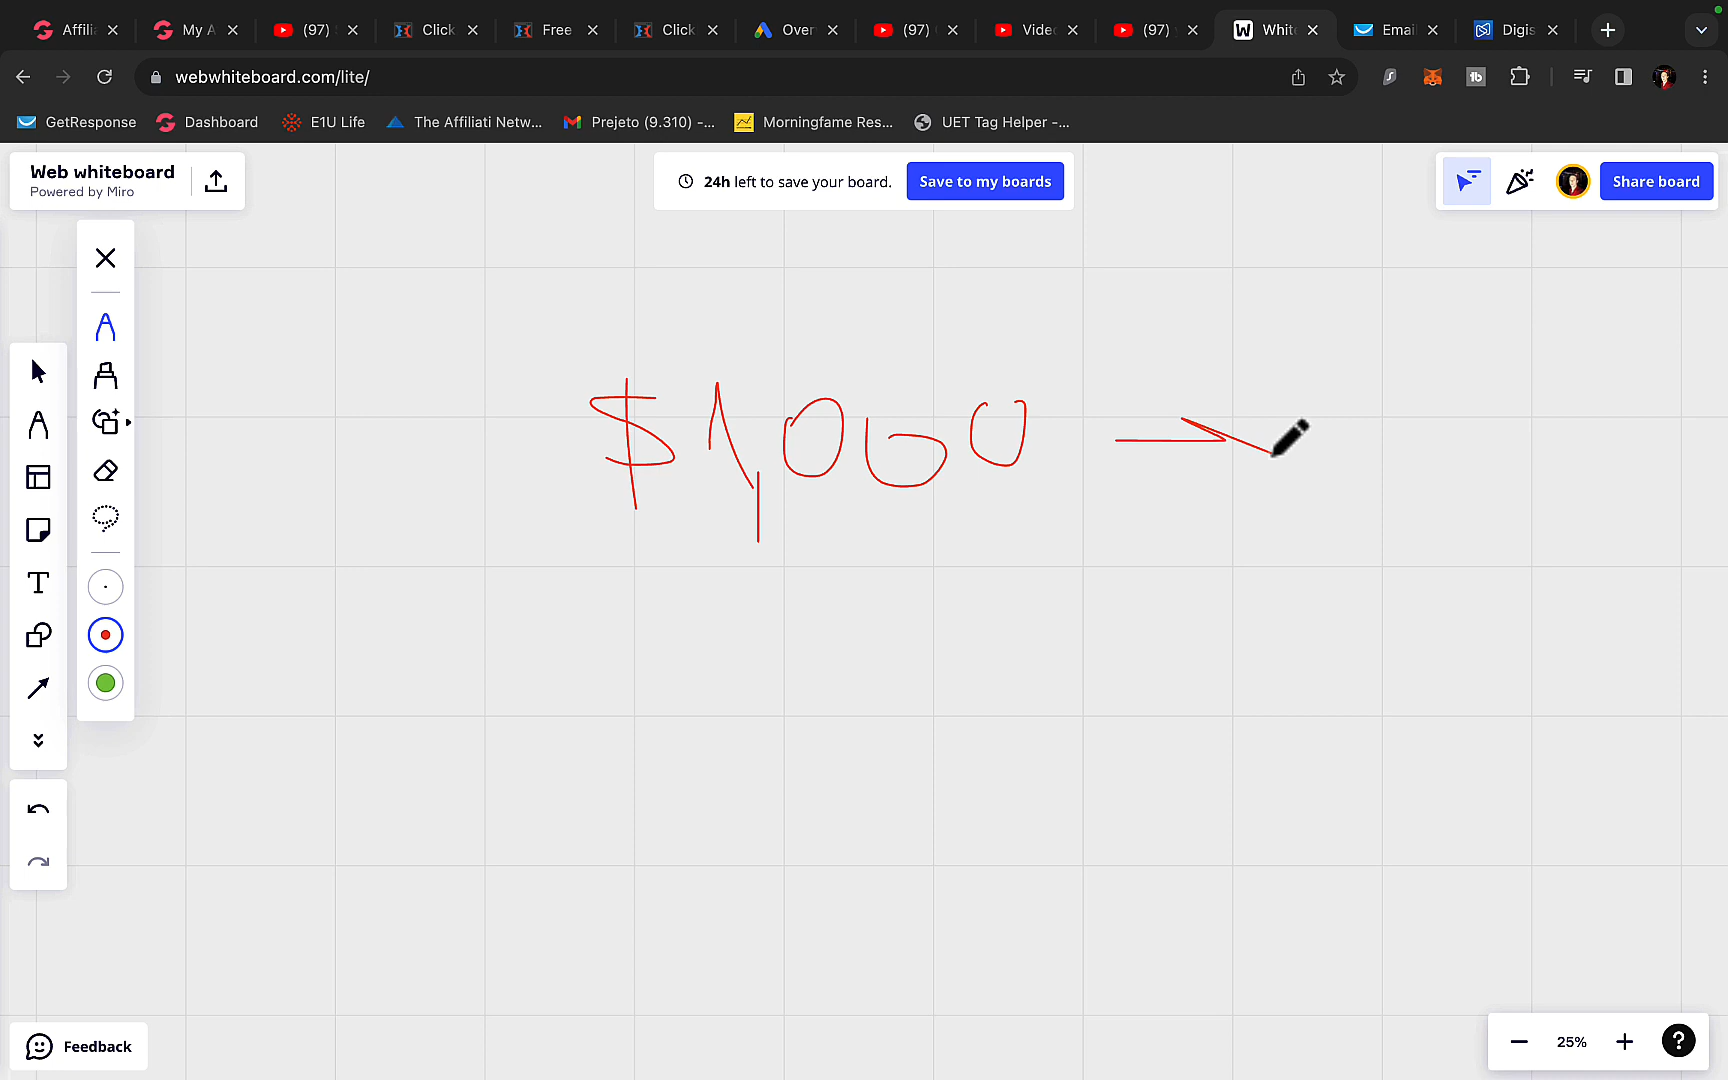 Affili
My A
(97)
Click
Free
Click
Over
(97)
Vide
(97)
Whit
Emai
Digis
webwhiteboard.com/lite/
GetResponse
Dashboard
E1U Life
The Affiliati Netw...
Prejeto (9.310) -...
Morningfame Res...
UET Tag Helper -...
Web whiteboard
Powered by Miro
24h left to save your board.
Save to my boards
Share board
$1,000
T
Feedback
25%
?